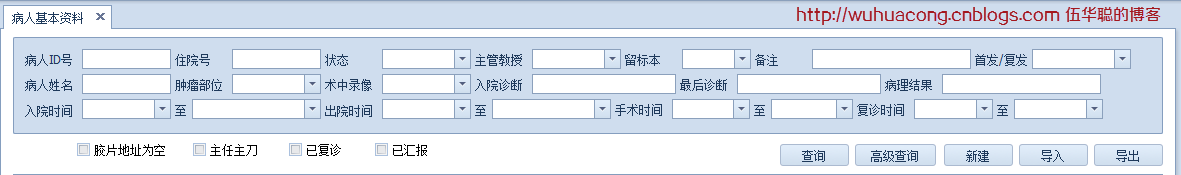 病人基本资料 × http://wuhuacong.cnblogs.com 伍华聪的博客
病人ID号 住院号 状态 主管教授 留标本 备注 首发/复发
病人姓名 肿瘤部位 术中录像 入院诊断 最后诊断 病理结果
入院时间 至 出院时间 至 手术时间 至 复诊时间 至
胶片地址为空 主任主刀 已复诊 已汇报 查询 高级查询 新建 导入 导出